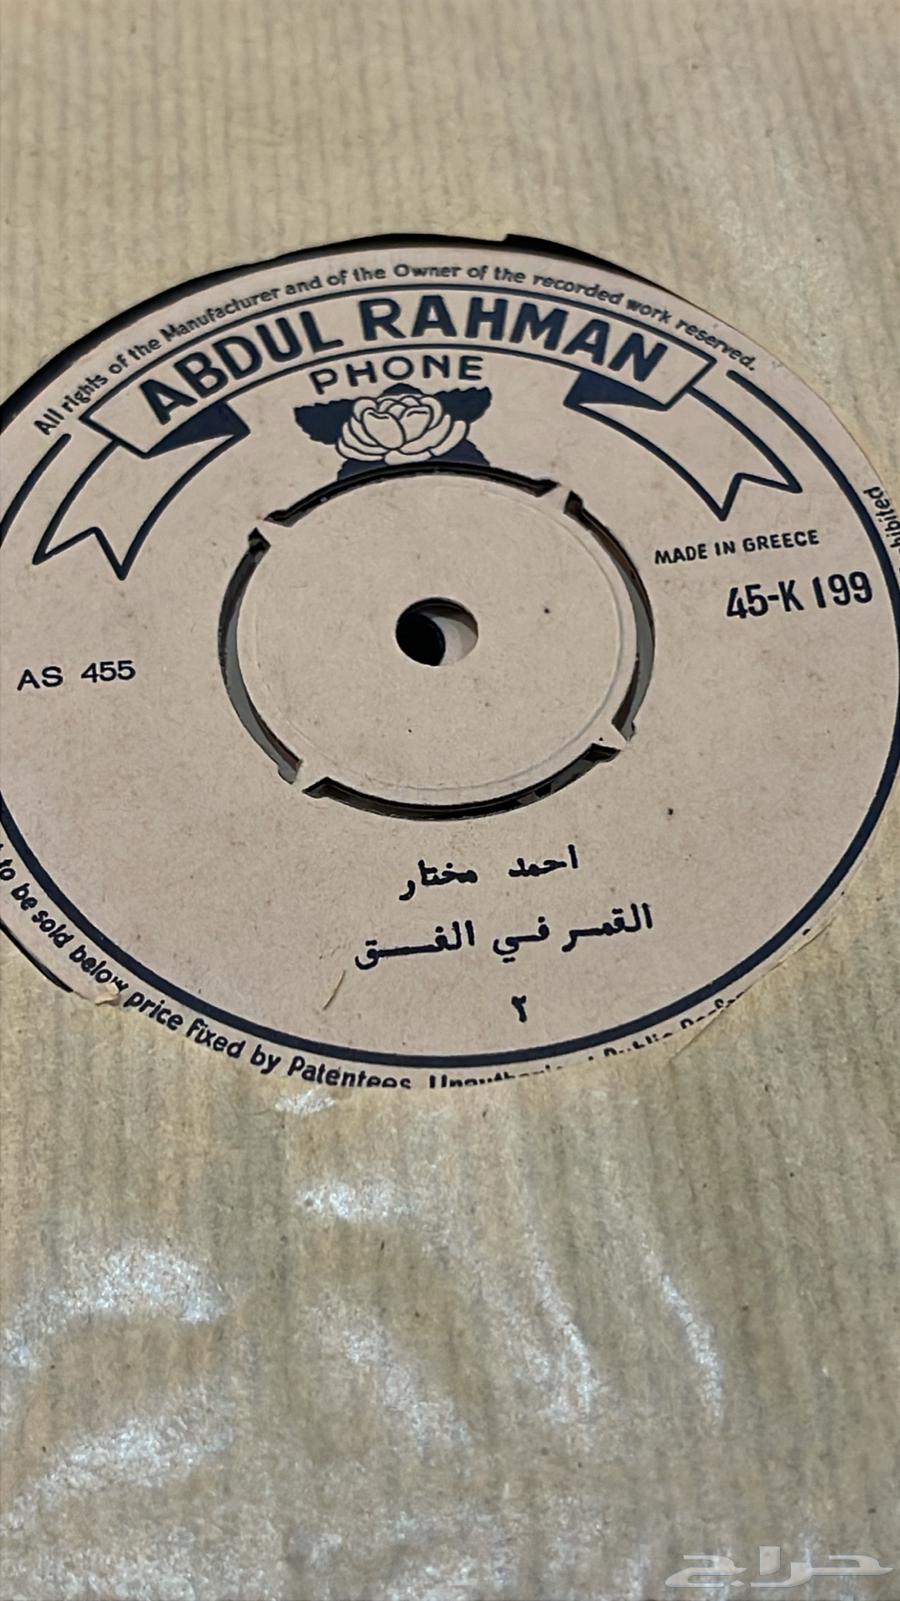 All rights of the Manufacturer and of the Owner of the recorded work reserved.
ABDUL RAHMAN
PHONE
MADE IN GREECE
45-K 199
AS 455
احمد مختار
القمر في الفــق
٢
to be sold below price fixed by Patentees.
حراج